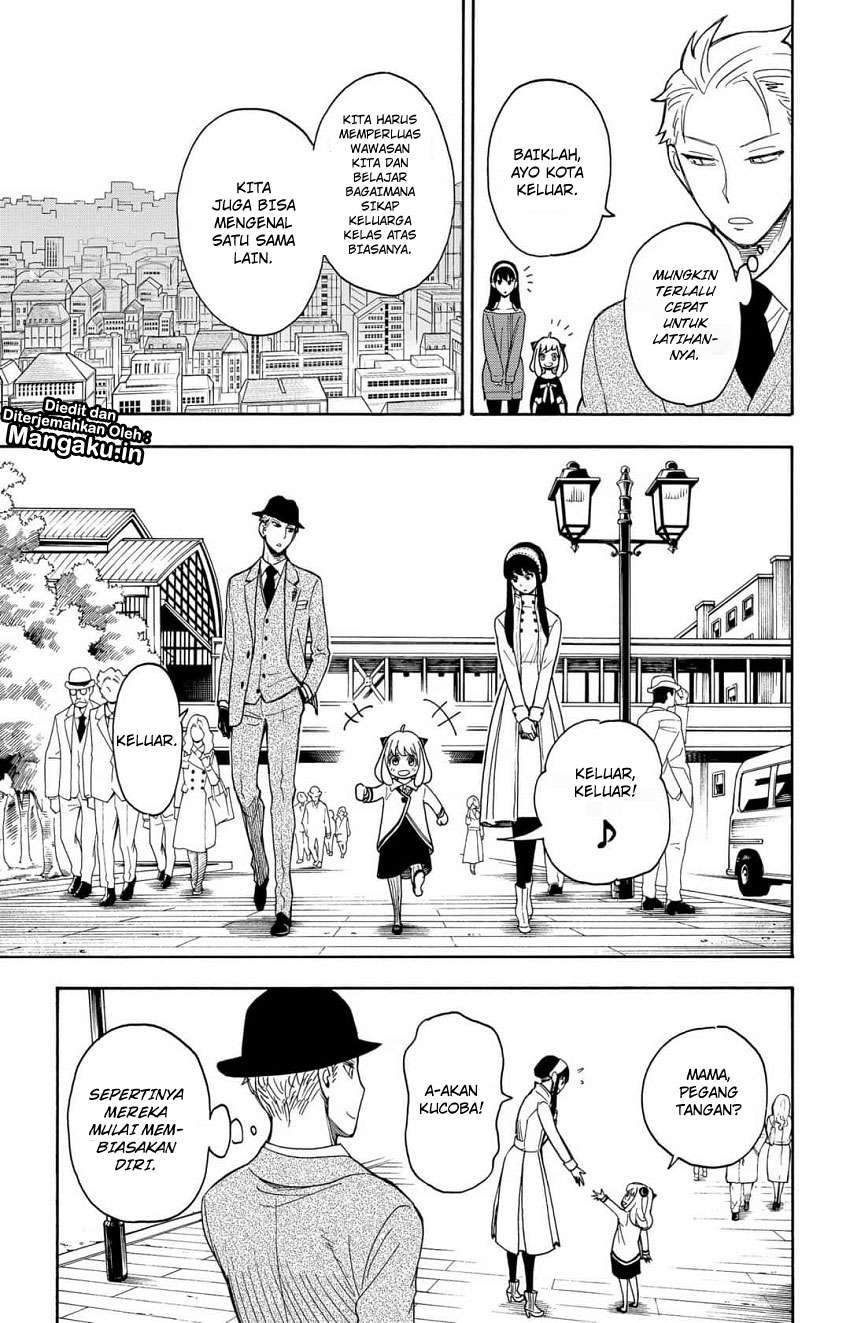 BAIKLAH,
AYO KOTA
KELUAR.
MUNGKIN
TERLALU
CEPAT
UNTUK
LATIHAN-
NYA.
KITA HARUS
MEMPERLUAS
WAWASAN
KITA DAN
BELAJAR
BAGAIMANA
SIKAP
KELUARGA
KELAS ATAS
BIASANYA.
KITA
JUGA BISA
MENGENAL
SATU SAMA
LAIN.
Diedit dan
Diterjemahkan Oleh :
Mangaku.in
KELUAR,
KELUAR!
KELUAR.
MAMA,
PEGANG
TANGAN?
A-AKAN
KUCOBA!
SEPERTINYA
MEREKA
MULAI MEM-
BIASAKAN
DIRI.